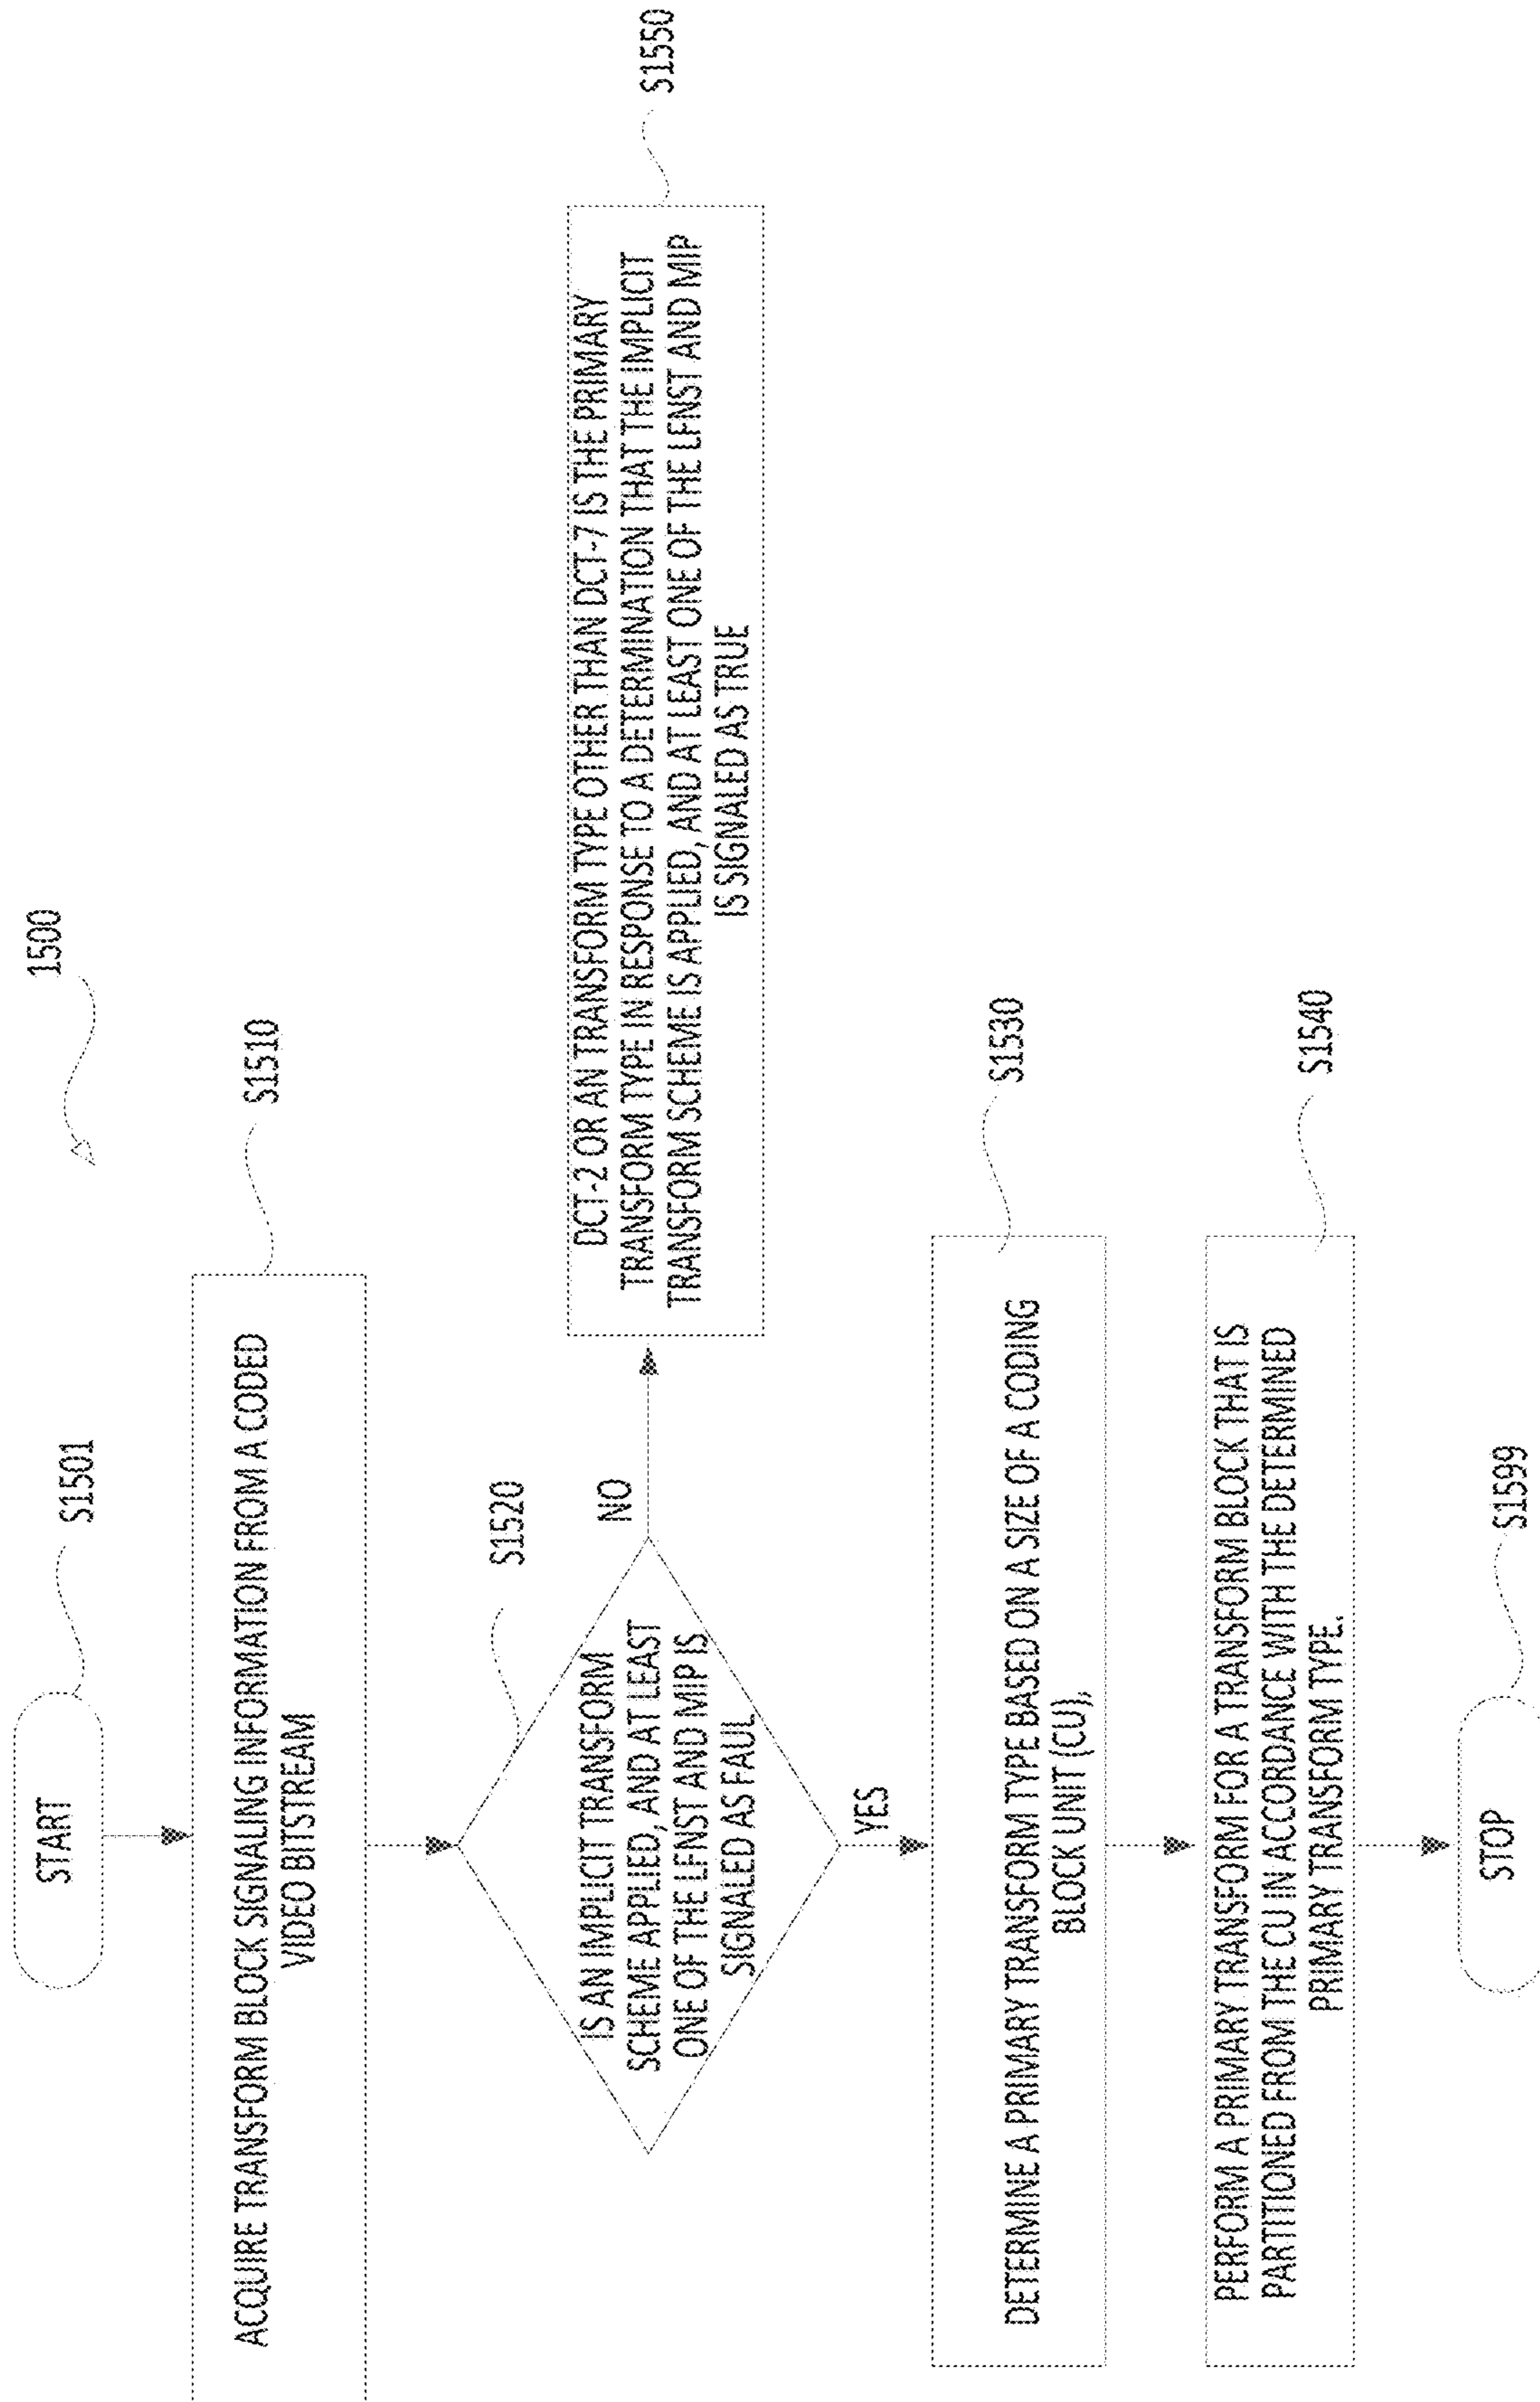 1500
START
S1501
ACQUIRE TRANSFORM BLOCK SIGNALING INFORMATION FROM A CODED
VIDEO BITSTREAM
S1510
IS AN IMPLICIT TRANSFORM
SCHEME APPLIED, AND AT LEAST
ONE OF THE LFNST AND MIP IS
SIGNALED AS FAUL
S1520
NO
DCT-2 OR AN TRANSFORM TYPE OTHER THAN DCT-7 IS THE PRIMARY
TRANSFORM TYPE IN RESPONSE TO A DETERMINATION THAT THE IMPLICIT
TRANSFORM SCHEME IS APPLIED, AND AT LEAST ONE OF THE LFNST AND MIP
IS SIGNALED AS TRUE
S1550
YES
DETERMINE A PRIMARY TRANSFORM TYPE BASED ON A SIZE OF A CODING
BLOCK UNIT (CU),
S1530
PERFORM A PRIMARY TRANSFORM FOR A TRANSFORM BLOCK THAT IS
PARTITIONED FROM THE CU IN ACCORDANCE WITH THE DETERMINED
PRIMARY TRANSFORM TYPE.
S1540
STOP
S1599